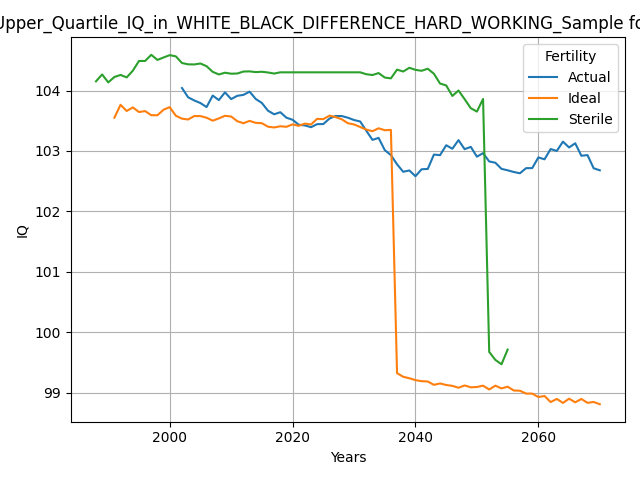 Upper_Quartile_IQ_in_WHITE_BLACK_DIFFERENCE_HARD_WORKING_Sample fo
Fertility
Actual
Ideal
Sterile
104
103
102
101
100
99
IQ
2000
2020
2040
2060
Years